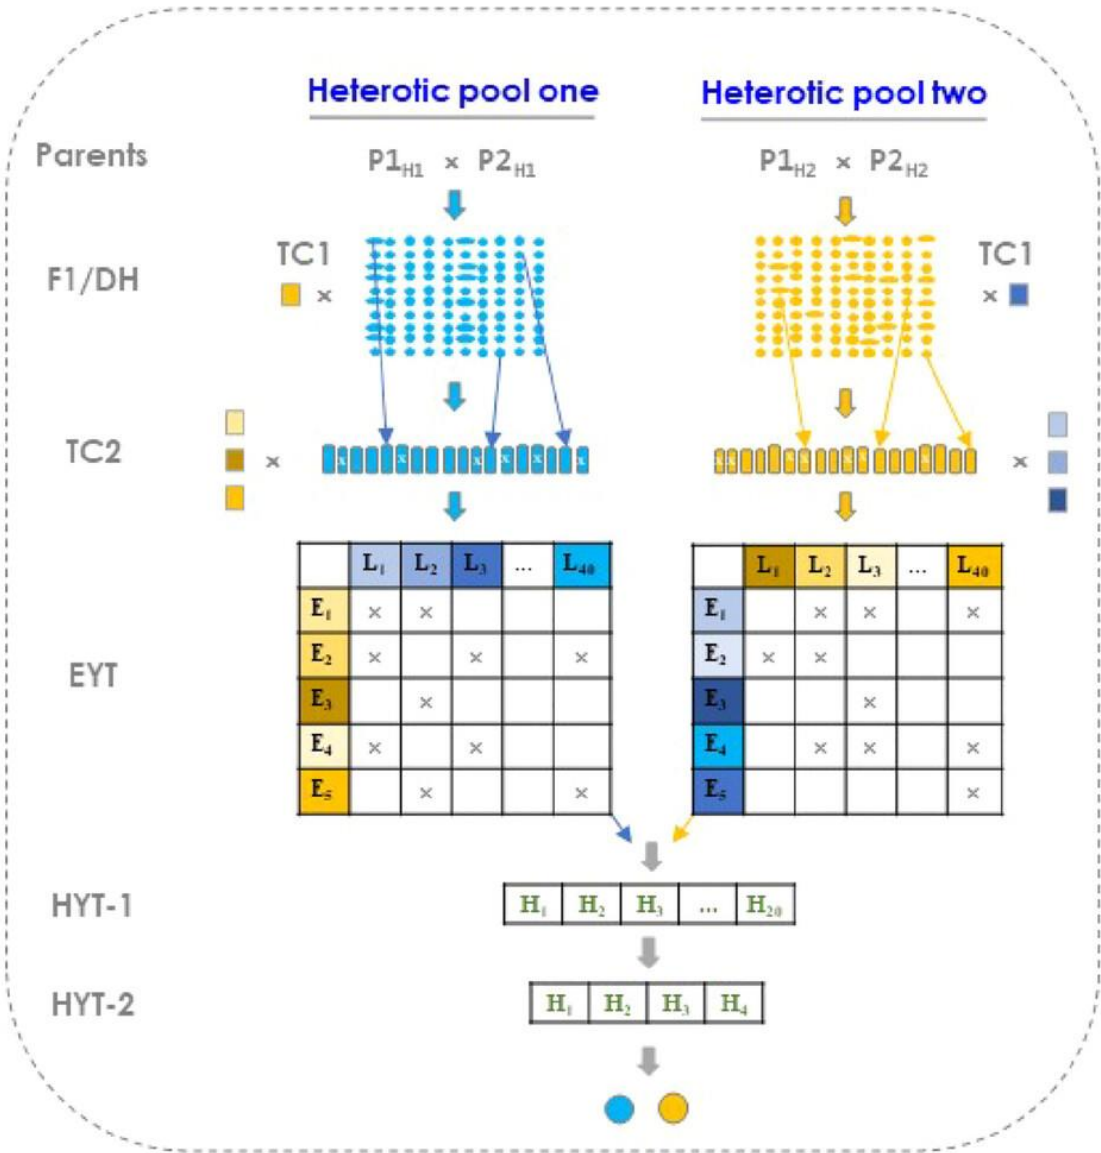 Heterotic pool one Heterotic pool two
Parents P1H1 × P2H1 P1H2 × P2H2
TC1 TC1
F1/DH × ×
TC2 × ×
x x x x x x x x x x x x x
L1 L2 L3 ... L40 L1 L2 L3 ... L40
E1 × × E1 × × ×
E2 × × × E2 × ×
EYT
E3 × E3 ×
E4 × × E4 × × ×
E5 × × E5 ×
HYT-1 H1 H2 H3 ... H20
HYT-2 H1 H2 H3 H4